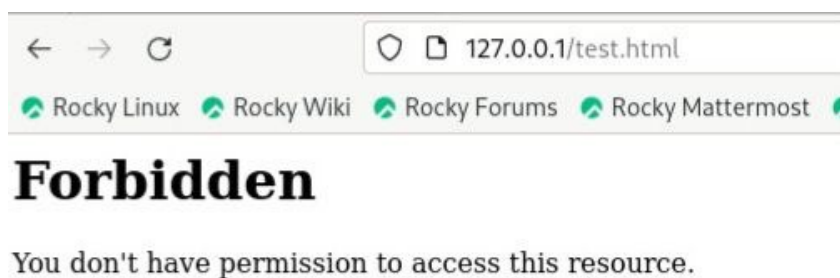 127.0.0.1/test.html
Rocky Linux Rocky Wiki Rocky Forums Rocky Mattermost
Forbidden
You don't have permission to access this resource.